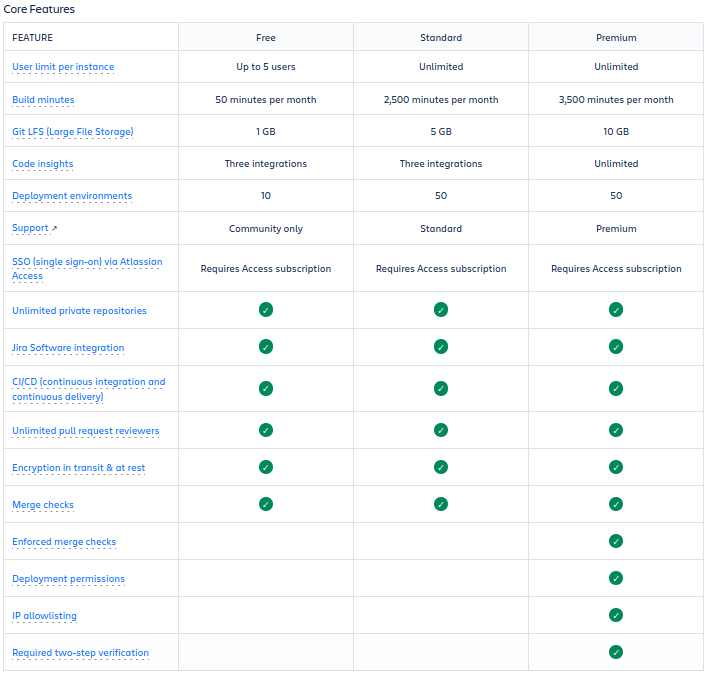 Core Features
FEATURE Free Standard Premium
User limit per instance Up to 5 users Unlimited Unlimited
Build minutes 50 minutes per month 2,500 minutes per month 3,500 minutes per month
Git LFS (Large File Storage) 1 GB 5 GB 10 GB
Code insights Three integrations Three integrations Unlimited
Deployment environments 10 50 50
Support ↗ Community only Standard Premium
SSO (single sign-on) via Atlassian
Access Requires Access subscription Requires Access subscription Requires Access subscription
Unlimited private repositories ✓ ✓ ✓
Jira Software integration ✓ ✓ ✓
CI/CD (continuous integration and
continuous delivery) ✓ ✓ ✓
Unlimited pull request reviewers ✓ ✓ ✓
Encryption in transit & at rest ✓ ✓ ✓
Merge checks ✓ ✓ ✓
Enforced merge checks ✓
Deployment permissions ✓
IP allowlisting ✓
Required two-step verification ✓